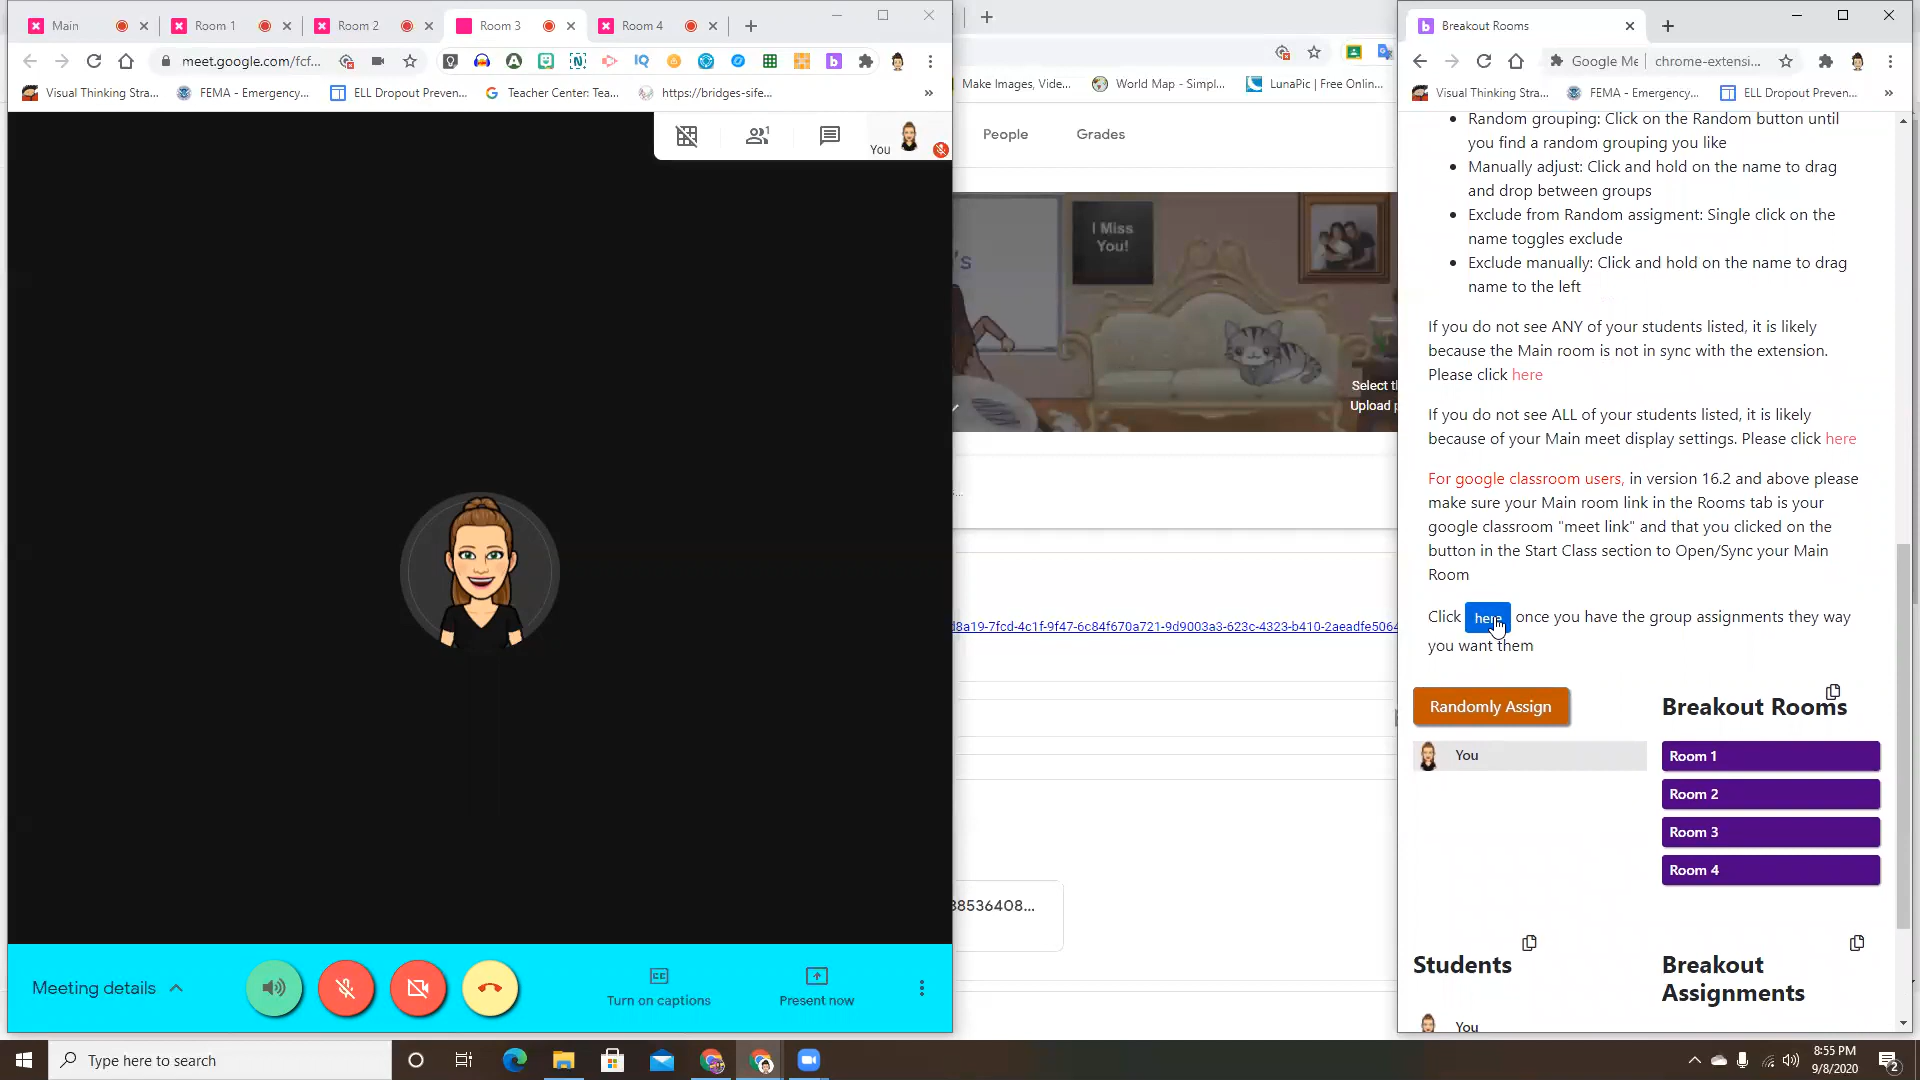 Main
Room 1
Room 2
Room 3
Room 4
meet.google.com/fcf...
Visual Thinking Stra...
FEMA - Emergency...
ELL Dropout Preven...
Teacher Center: Tea...
https://bridges-sife...
»
1
You
Meeting details
Turn on captions
Present now
Make Images, Vide...
World Map - Simpl...
LunaPic | Free Onlin...
People
Grades
's
I Miss
You!
Select t
Upload p
d8a19-7fcd-4c1f-9f47-6c84f670a721-9d9003a3-623c-4323-b410-2aeadfe5064
38536408...
Breakout Rooms
Google Me
chrome-extensi...
Visual Thinking Stra...
FEMA - Emergency...
ELL Dropout Preven...
»
• Random grouping: Click on the Random button until
you find a random grouping you like
• Manually adjust: Click and hold on the name to drag
and drop between groups
• Exclude from Random assigment: Single click on the
name toggles exclude
• Exclude manually: Click and hold on the name to drag
name to the left
If you do not see ANY of your students listed, it is likely
because the Main room is not in sync with the extension.
Please click here
If you do not see ALL of your students listed, it is likely
because of your Main meet display settings. Please click here
For google classroom users, in version 16.2 and above please
make sure your Main room link in the Rooms tab is your
google classroom "meet link" and that you clicked on the
button in the Start Class section to Open/Sync your Main
Room
Click here once you have the group assignments they way
you want them
Randomly Assign
Breakout Rooms
You
Room 1
Room 2
Room 3
Room 4
Students
Breakout
Assignments
You
Type here to search
8:55 PM
9/8/2020
2